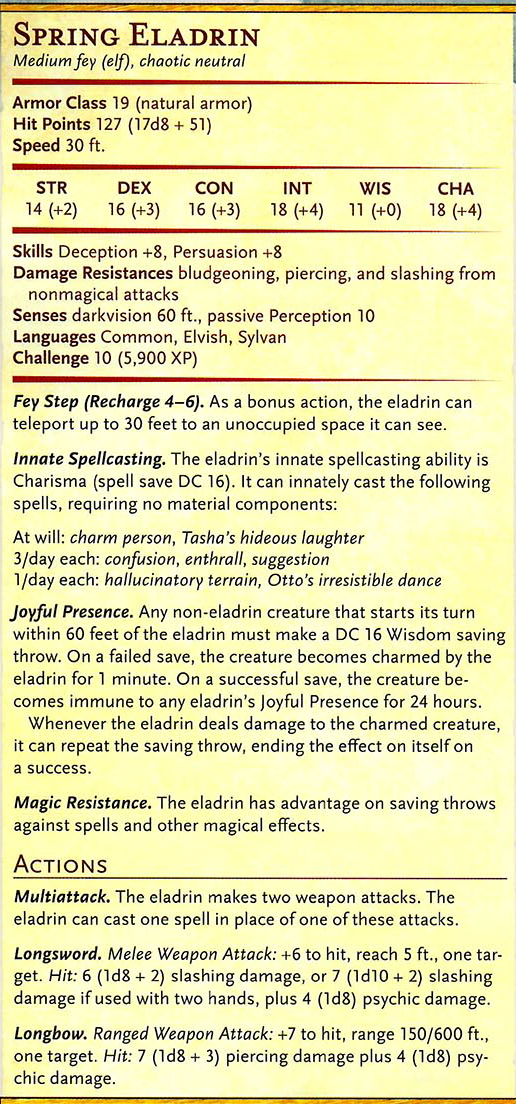 SPRING ELADRIN
Medium fey (elf), chaotic neutral
Armor Class 19 (natural armor)
Hit Points 127 (17d8 + 51)
Speed 30 ft.
STR DEX CON INT WIS CHA
14 (+2) 16 (+3) 16 (+3) 18 (+4) 11 (+0) 18 (+4)
Skills Deception +8, Persuasion +8
Damage Resistances bludgeoning, piercing, and slashing from
nonmagical attacks
Senses darkvision 60 ft., passive Perception 10
Languages Common, Elvish, Sylvan
Challenge 10 (5,900 XP)
Fey Step (Recharge 4–6). As a bonus action, the eladrin can
teleport up to 30 feet to an unoccupied space it can see.
Innate Spellcasting. The eladrin's innate spellcasting ability is
Charisma (spell save DC 16). It can innately cast the following
spells, requiring no material components:
At will: charm person, Tasha's hideous laughter
3/day each: confusion, enthrall, suggestion
1/day each: hallucinatory terrain, Otto's irresistible dance
Joyful Presence. Any non-eladrin creature that starts its turn
within 60 feet of the eladrin must make a DC 16 Wisdom saving
throw. On a failed save, the creature becomes charmed by the
eladrin for 1 minute. On a successful save, the creature be-
comes immune to any eladrin's Joyful Presence for 24 hours.
Whenever the eladrin deals damage to the charmed creature,
it can repeat the saving throw, ending the effect on itself on
a success.
Magic Resistance. The eladrin has advantage on saving throws
against spells and other magical effects.
ACTIONS
Multiattack. The eladrin makes two weapon attacks. The
eladrin can cast one spell in place of one of these attacks.
Longsword. Melee Weapon Attack: +6 to hit, reach 5 ft., one tar-
get. Hit: 6 (1d8 + 2) slashing damage, or 7 (1d10 + 2) slashing
damage if used with two hands, plus 4 (1d8) psychic damage.
Longbow. Ranged Weapon Attack: +7 to hit, range 150/600 ft.,
one target. Hit: 7 (1d8 + 3) piercing damage plus 4 (1d8) psy-
chic damage.